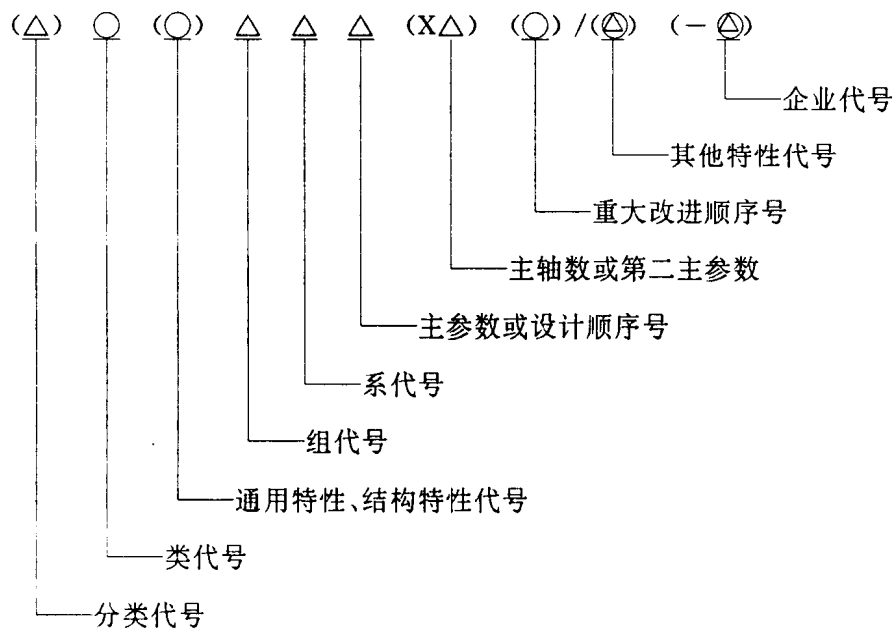 (△) ○ (○) △ △ △ (X△) (○)/(◎) (-◎)
企业代号
其他特性代号
重大改进顺序号
主轴数或第二主参数
主参数或设计顺序号
系代号
组代号
通用特性、结构特性代号
类代号
分类代号